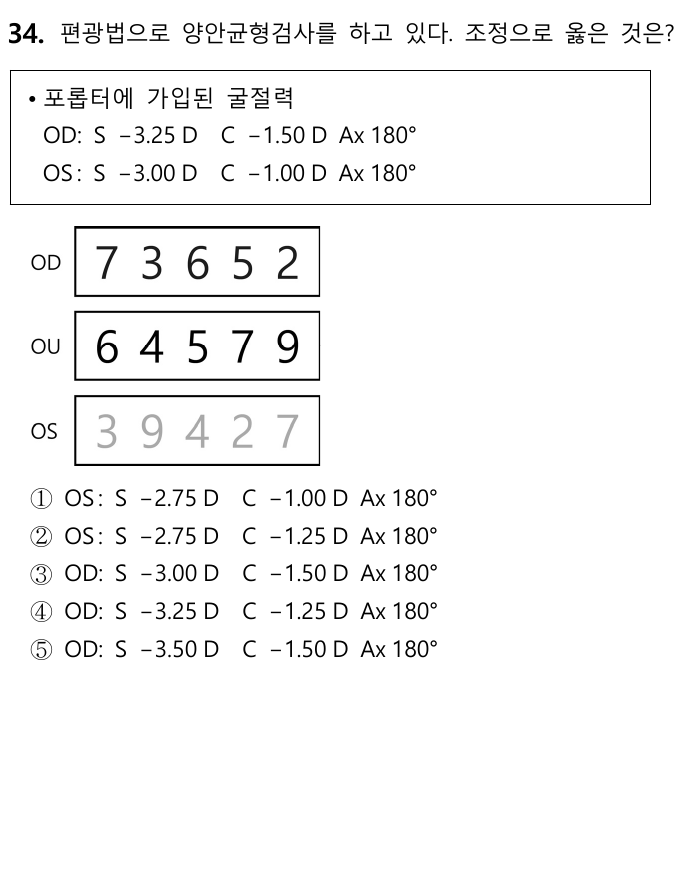 34. 편광법으로 양안균형검사를 하고 있다. 조정으로 옳은 것은?
• 포롭터에 가입된 굴절력
OD: S −3.25 D C −1.50 D Ax 180°
OS: S −3.00 D C −1.00 D Ax 180°
OD 7 3 6 5 2
OU 6 4 5 7 9
OS 3 9 4 2 7
① OS: S −2.75 D C −1.00 D Ax 180°
② OS: S −2.75 D C −1.25 D Ax 180°
③ OD: S −3.00 D C −1.50 D Ax 180°
④ OD: S −3.25 D C −1.25 D Ax 180°
⑤ OD: S −3.50 D C −1.50 D Ax 180°